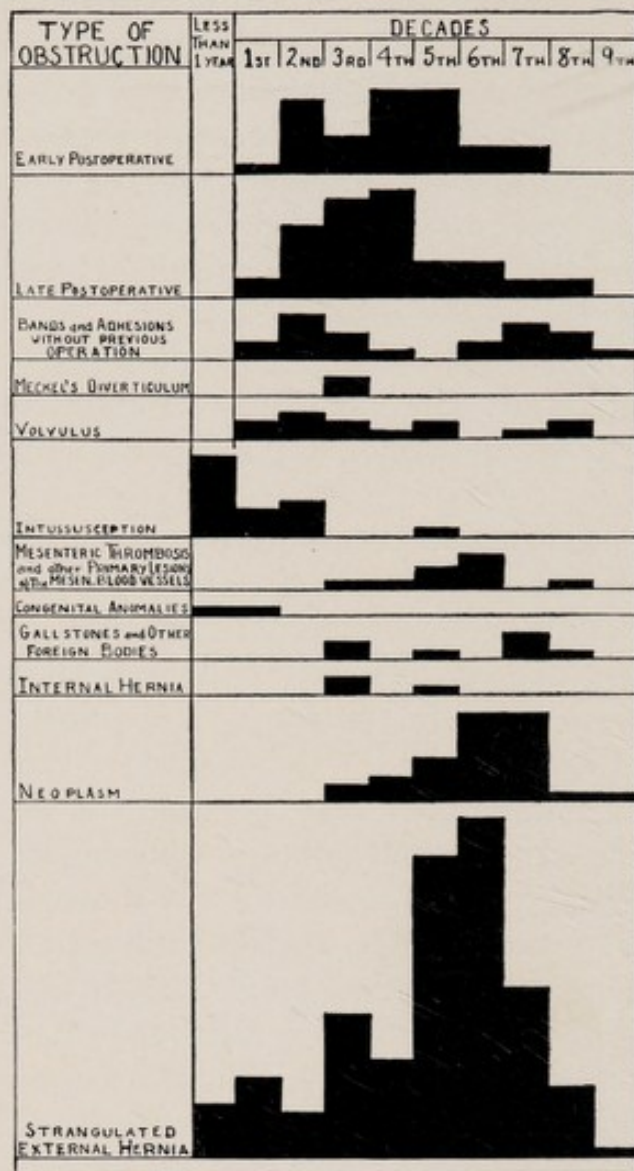 TYPE OF
OBSTRUCTION
LESS
THAN
1 YEAR
DECADES
1ST 2ND 3RD 4TH 5TH 6TH 7TH 8TH 9TH
EARLY POSTOPERATIVE
LATE POSTOPERATIVE
BANDS and ADHESIONS
WITHOUT PREVIOUS
OPERATION
MECKEL'S DIVERTICULUM
VOLVULUS
INTUSSUSCEPTION
MESENTERIC THROMBOSIS
and other PRIMARY LESIONS
of the MESEN. BLOOD VESSELS
CONGENITAL ANOMALIES
GALLSTONES and OTHER
FOREIGN BODIES
INTERNAL HERNIA
NEOPLASM
STRANGULATED
EXTERNAL HERNIA